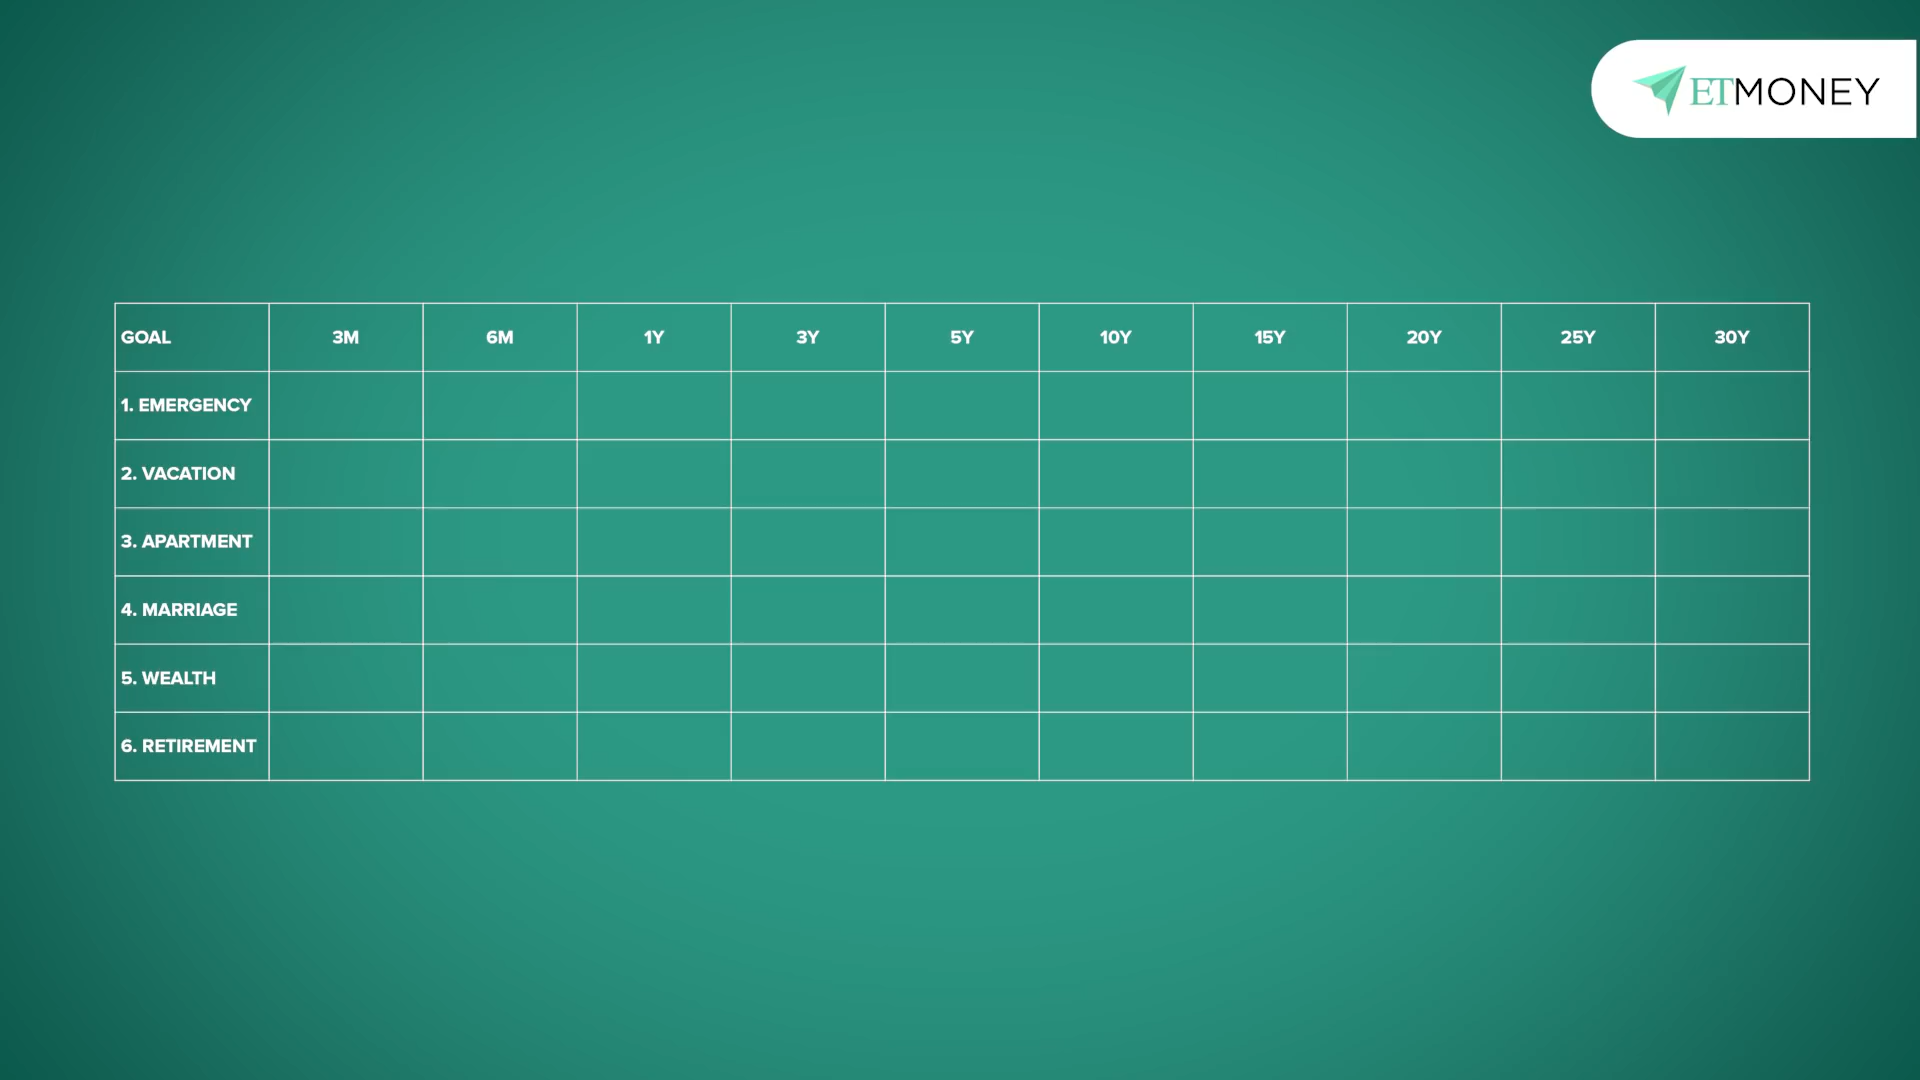 ETMONEY
GOAL 3M 6M 1Y 3Y 5Y 10Y 15Y 20Y 25Y 30Y
1. EMERGENCY
2. VACATION
3. APARTMENT
4. MARRIAGE
5. WEALTH
6. RETIREMENT